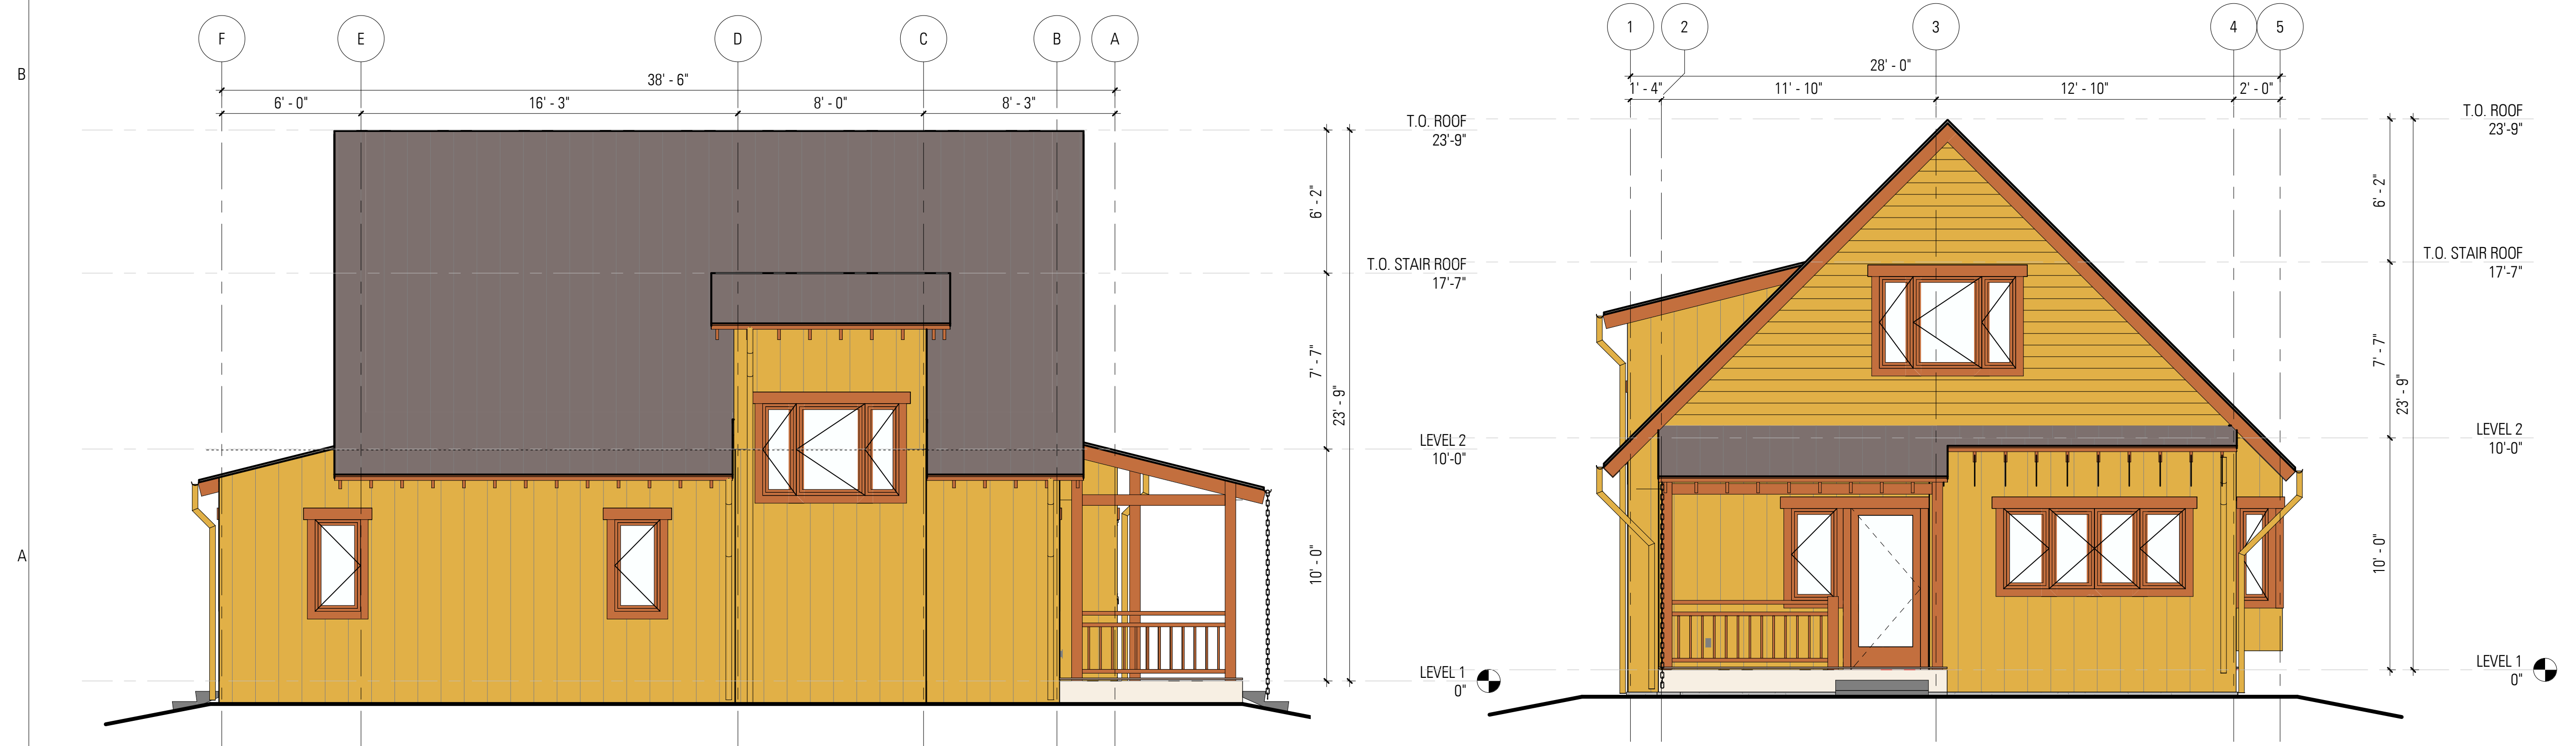 F E D C B A
38' - 6"
6' - 0" 16' - 3" 8' - 0" 8' - 3"
B
A
T.O. ROOF
23'-9"
T.O. STAIR ROOF
17'-7"
LEVEL 2
10'-0"
LEVEL 1
0"
6' - 2"
7' - 7"
10' - 0"
23' - 9"
1 2 3 4 5
28' - 0"
1' - 4" 11' - 10" 12' - 10" 2' - 0"
T.O. ROOF
23'-9"
T.O. STAIR ROOF
17'-7"
LEVEL 2
10'-0"
LEVEL 1
0"
6' - 2"
7' - 7"
10' - 0"
23' - 9"